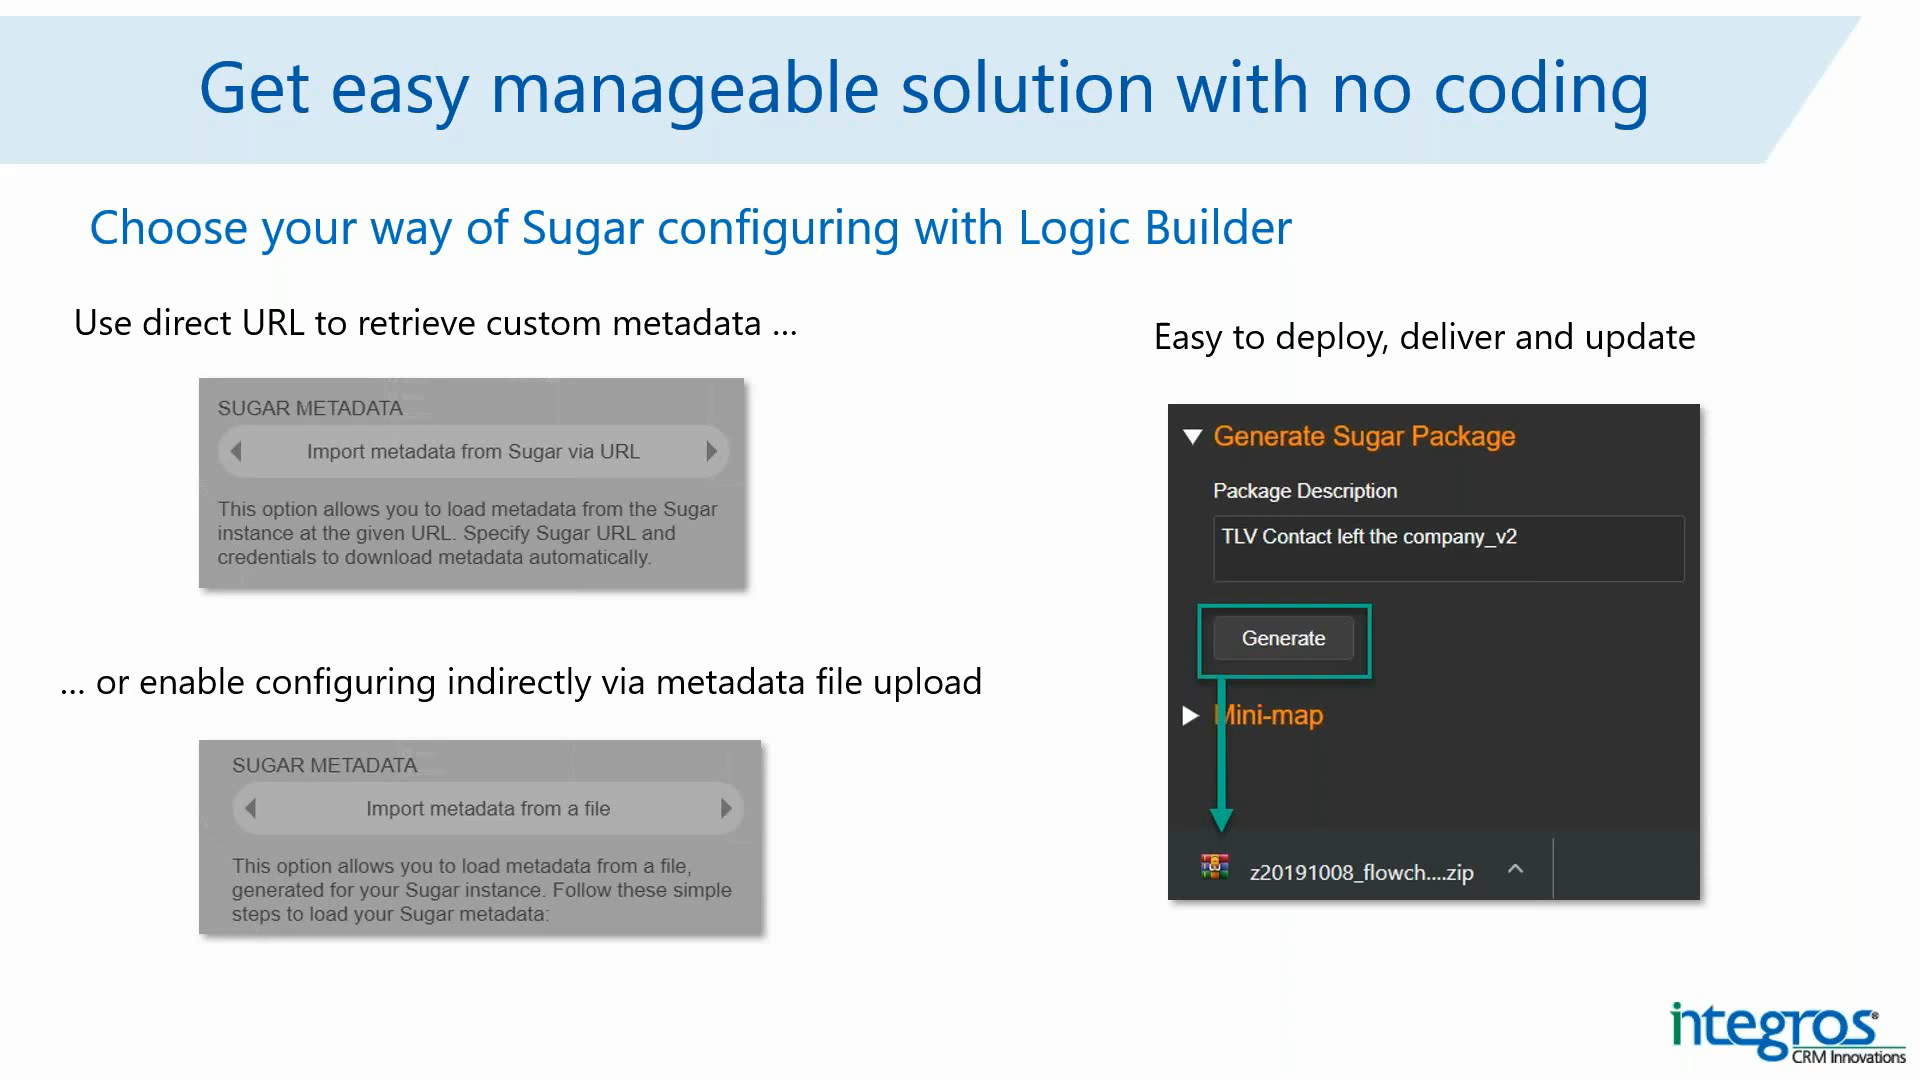 Get easy manageable solution with no coding
Choose your way of Sugar configuring with Logic Builder
Use direct URL to retrieve custom metadata ...
SUGAR METADATA
Import metadata from Sugar via URL
This option allows you to load metadata from the Sugar
instance at the given URL. Specify Sugar URL and
credentials to download metadata automatically.
... or enable configuring indirectly via metadata file upload
SUGAR METADATA
Import metadata from a file
This option allows you to load metadata from a file,
generated for your Sugar instance. Follow these simple
steps to load your Sugar metadata:
Easy to deploy, deliver and update
Generate Sugar Package
Package Description
TLV Contact left the company_v2
Generate
Mini-map
z20191008_flowch....zip
integros®
CRM Innovations